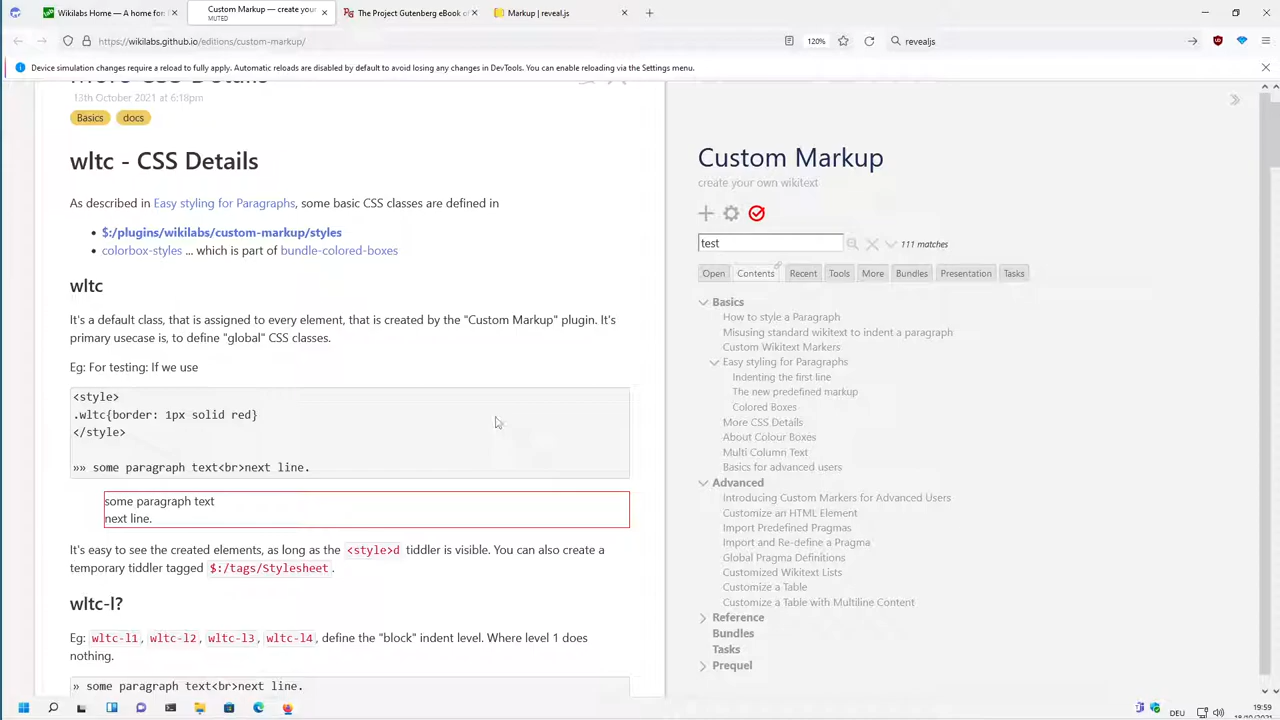 Wikilabs Home — A home for
Custom Markup — create your
MUTED
The Project Gutenberg eBook of
Markup | reveal.js
https://wikilabs.github.io/editions/custom-markup/
120%
revealjs
Device simulation changes require a reload to fully apply. Automatic reloads are disabled by default to avoid losing any changes in DevTools. You can enable reloading via the Settings menu.
More CSS Details
13th October 2021 at 6:18pm
Basics docs
wltc - CSS Details
As described in Easy styling for Paragraphs, some basic CSS classes are defined in
• $:/plugins/wikilabs/custom-markup/styles
• colorbox-styles ... which is part of bundle-colored-boxes
wltc
It's a default class, that is assigned to every element, that is created by the "Custom Markup" plugin. It's
primary usecase is, to define "global" CSS classes.
Eg: For testing: If we use
<style>
.wltc{border: 1px solid red}
</style>
»» some paragraph text<br>next line.
some paragraph text
next line.
It's easy to see the created elements, as long as the <style>d tiddler is visible. You can also create a
temporary tiddler tagged $:/tags/Stylesheet.
wltc-l?
Eg: wltc-l1, wltc-l2, wltc-l3, wltc-l4, define the "block" indent level. Where level 1 does
nothing.
» some paragraph text<br>next line.
Custom Markup
create your own wikitext
test
111 matches
Open Contents Recent Tools More Bundles Presentation Tasks
Basics
How to style a Paragraph
Misusing standard wikitext to indent a paragraph
Custom Wikitext Markers
Easy styling for Paragraphs
Indenting the first line
The new predefined markup
Colored Boxes
More CSS Details
About Colour Boxes
Multi Column Text
Basics for advanced users
Advanced
Introducing Custom Markers for Advanced Users
Customize an HTML Element
Import Predefined Pragmas
Import and Re-define a Pragma
Global Pragma Definitions
Customized Wikitext Lists
Customize a Table
Customize a Table with Multiline Content
Reference
Bundles
Tasks
Prequel
DEU
19:59
18/10/2021